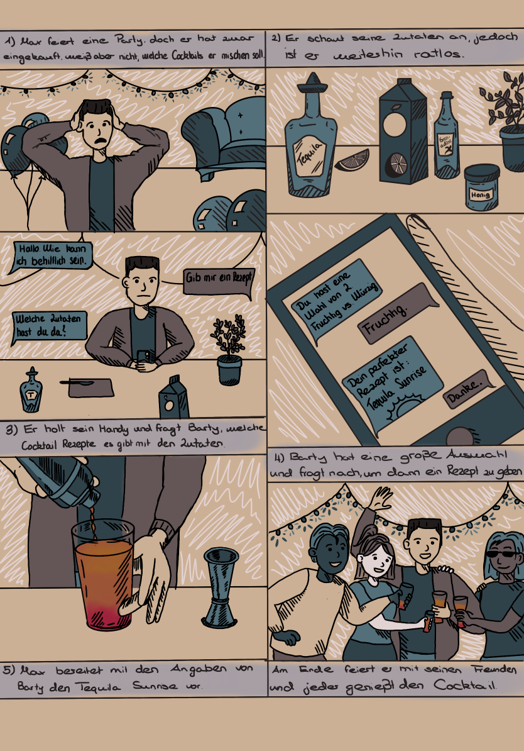 1) Max feiert eine Party, doch er hat zwar
eingekauft, weiß aber nicht, welche Cocktails er mischen soll.
2) Er schaut seine Zutaten an, jedoch
ist er weiterhin ratlos.
Tequila
Honig
Hallo Wie kann
ich behilflich sein.
Gib mir ein Rezept
Welche Zutaten
hast du da?
T
3) Er holt sein Handy und fragt Barty, welche
Cocktail Rezepte es gibt mit den Zutaten.
Du hast eine
Wahl von 2
Fruchtig vs Würzig
Fruchtig.
Dein perfekter
Rezept ist:
Tequila Sunrise
Danke.
4) Barty hat eine große Auswahl
und fragt nach, um dann ein Rezept zu geben
5) Max bereitet mit den Angaben von
Barty den Tequila Sunrise vor.
Am Ende feiert er mit seinen Freunden
und jeder genießt den Cocktail.